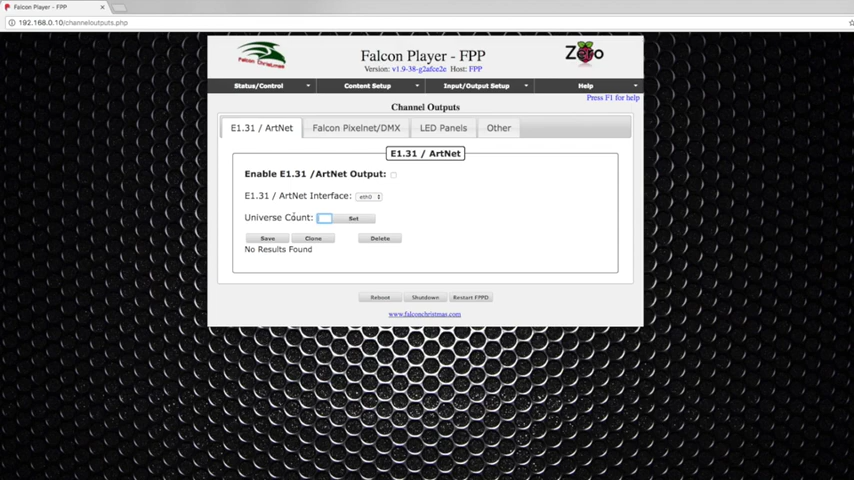 Falcon Player - FPP
192.168.0.10/channeloutputs.php
Falcon Christmas
Falcon Player - FPP
Zero
Version: v1.9-38-g2afce2e Host: FPP
Status/Control Content Setup Input/Output Setup Help
Press F1 for help
Channel Outputs
E1.31 / ArtNet Falcon Pixelnet/DMX LED Panels Other
E1.31 / ArtNet
Enable E1.31 /ArtNet Output:
E1.31 / ArtNet Interface: eth0
Universe Count: Set
Save Clone Delete
No Results Found
Reboot Shutdown Restart FPPD
www.falconchristmas.com